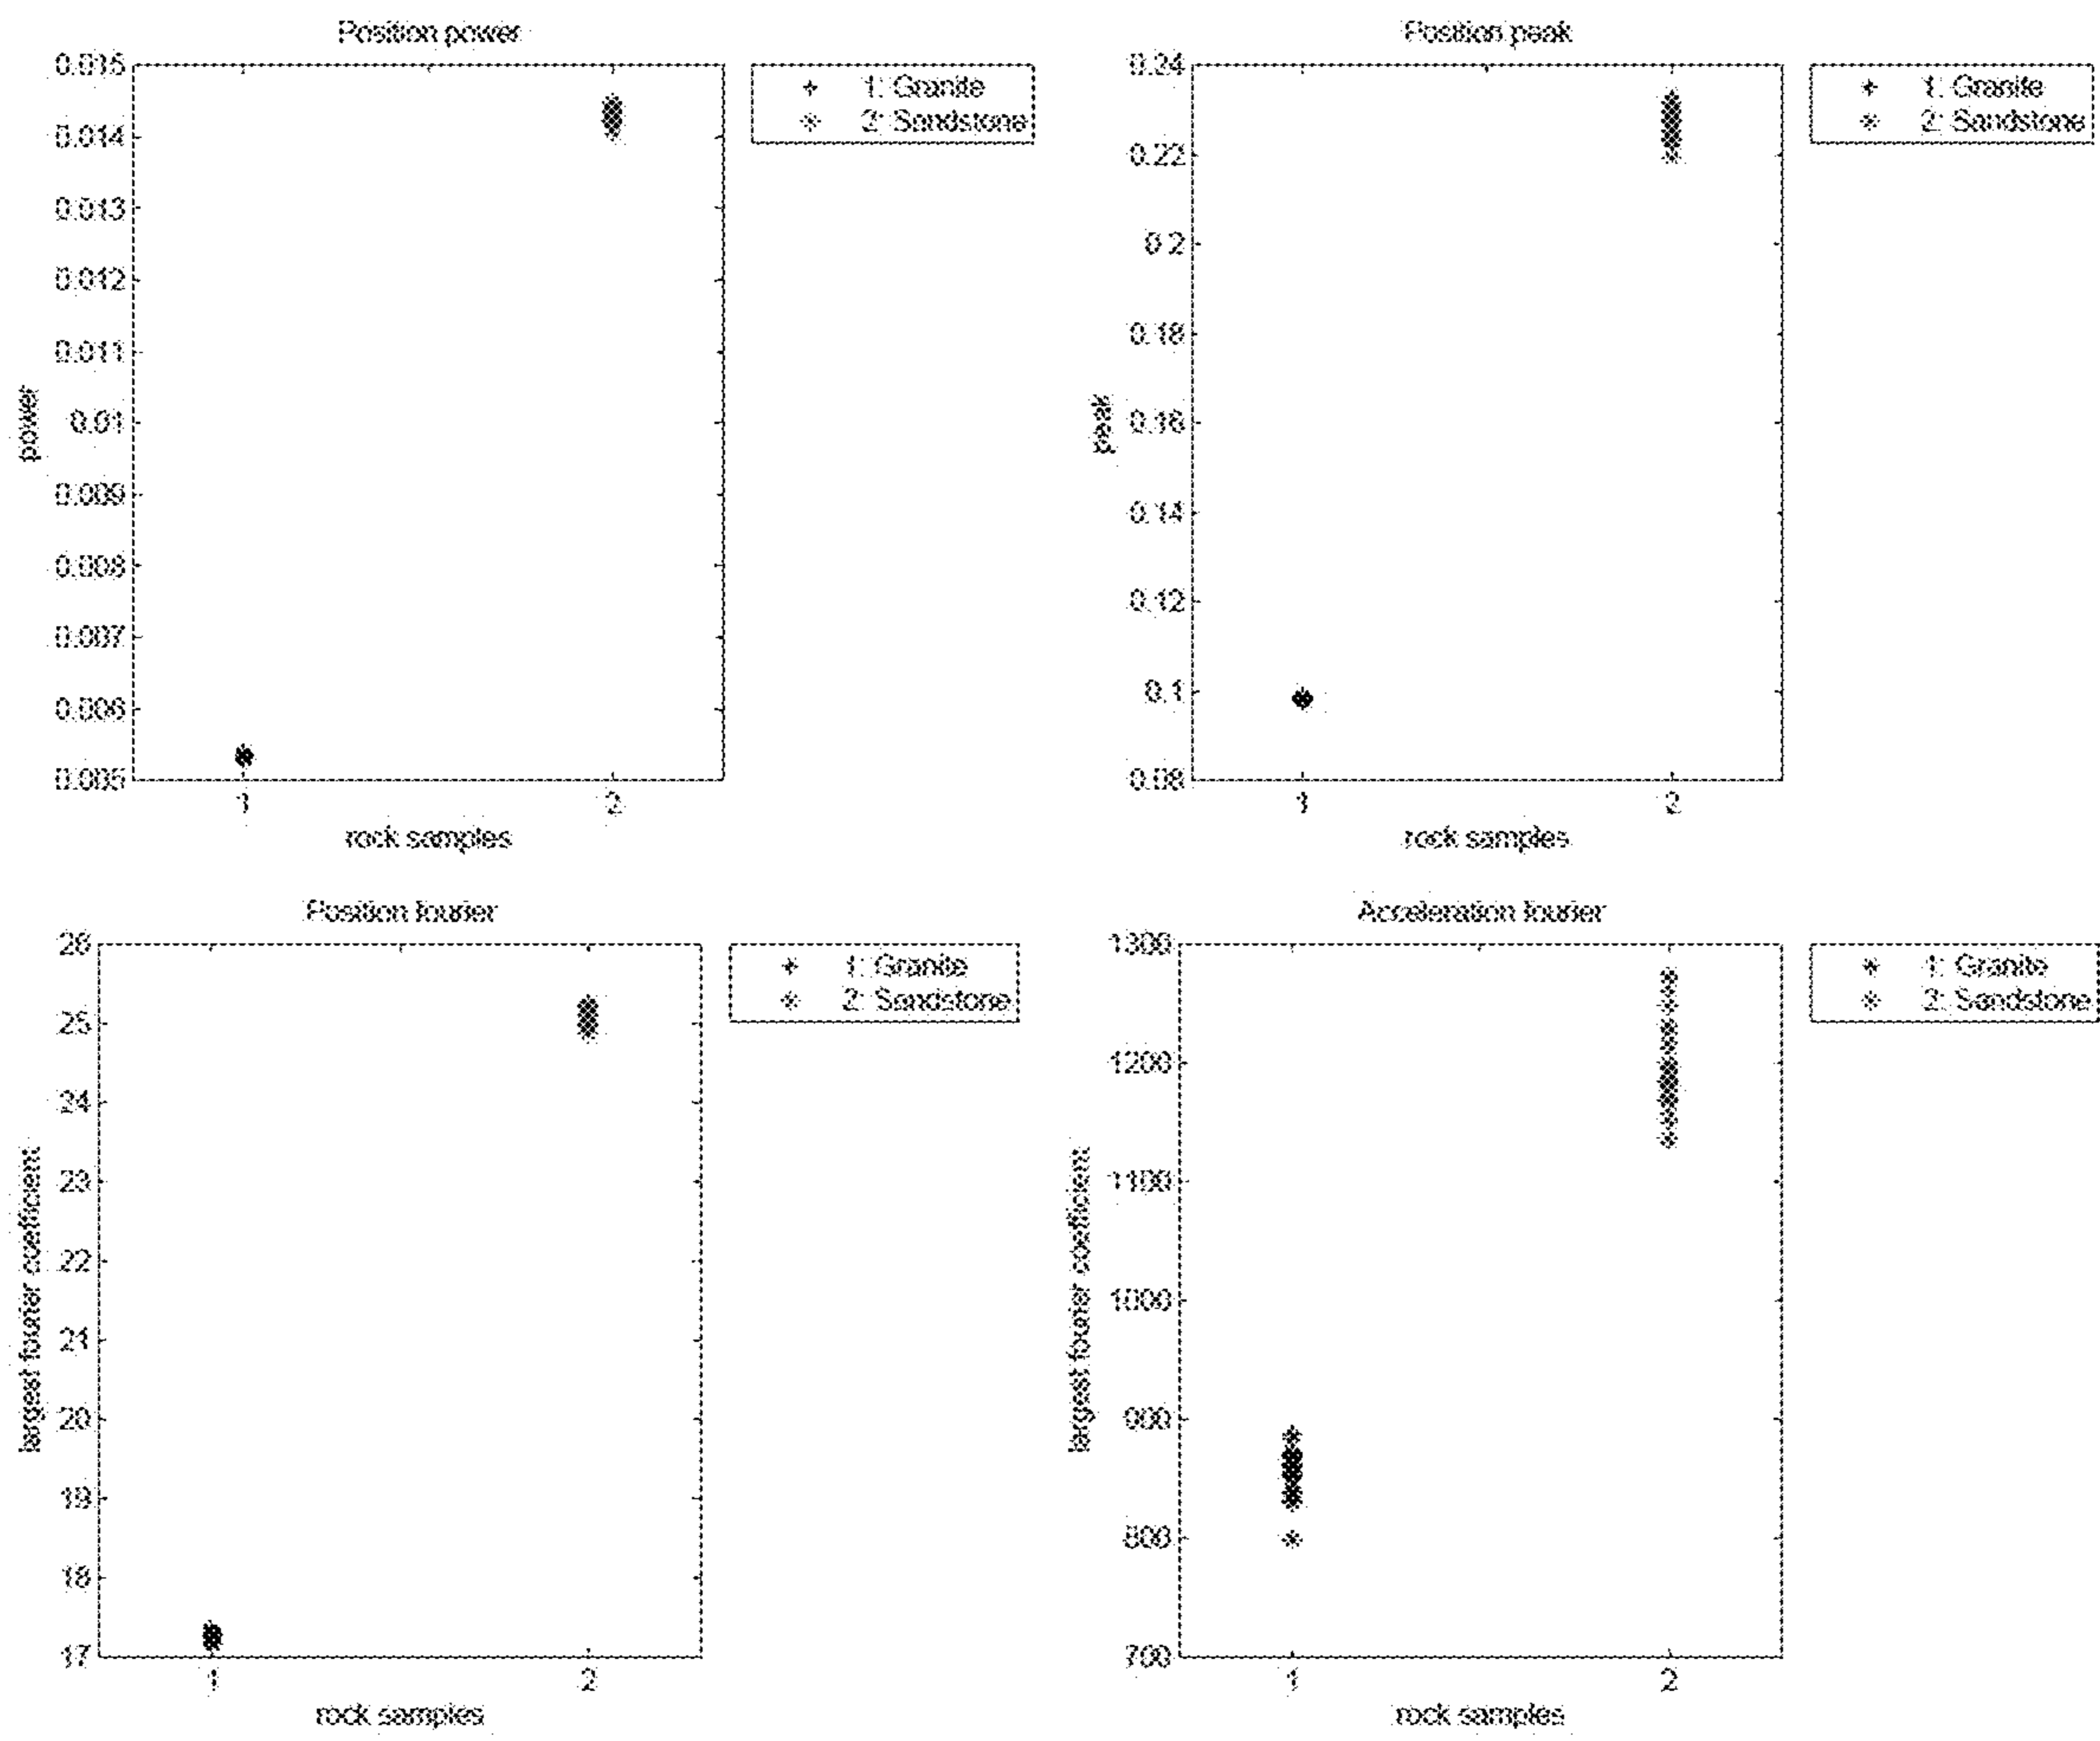 Position power
0.015
0.014
0.013
0.012
0.011
0.01
0.009
0.008
0.007
0.006
0.005
power
1
2
rock samples
1: Granite
2: Sandstone
Position peak
0.24
0.22
0.2
0.18
0.16
0.14
0.12
0.1
0.08
peak
1
2
rock samples
1: Granite
2: Sandstone
Position fourier
26
25
24
23
22
21
20
19
18
17
largest fourier coefficient
1
2
rock samples
1: Granite
2: Sandstone
Acceleration fourier
1300
1200
1100
1000
900
800
700
largest fourier coefficient
1
2
rock samples
1: Granite
2: Sandstone